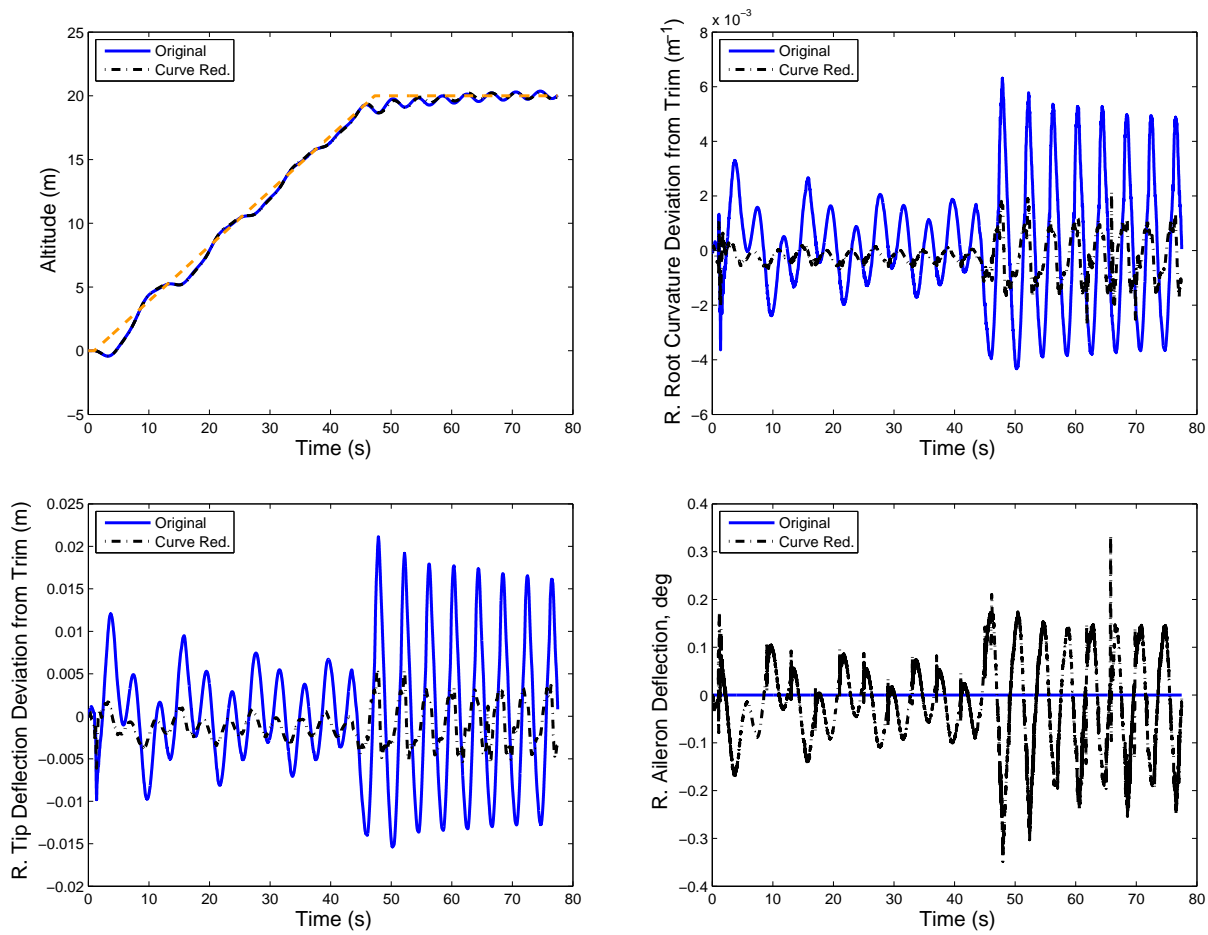 25
20
15
10
5
0
−5
0 10 20 30 40 50 60 70 80
Time (s)
Altitude (m)
Original
Curve Red.
x 10−3
8
6
4
2
0
−2
−4
−6
0 10 20 30 40 50 60 70 80
Time (s)
R. Root Curvature Deviation from Trim (m−1)
Original
Curve Red.
0.025
0.02
0.015
0.01
0.005
0
−0.005
−0.01
−0.015
−0.02
0 10 20 30 40 50 60 70 80
Time (s)
R. Tip Deflection Deviation from Trim (m)
Original
Curve Red.
0.4
0.3
0.2
0.1
0
−0.1
−0.2
−0.3
−0.4
0 10 20 30 40 50 60 70 80
Time (s)
R. Aileron Deflection, deg
Original
Curve Red.